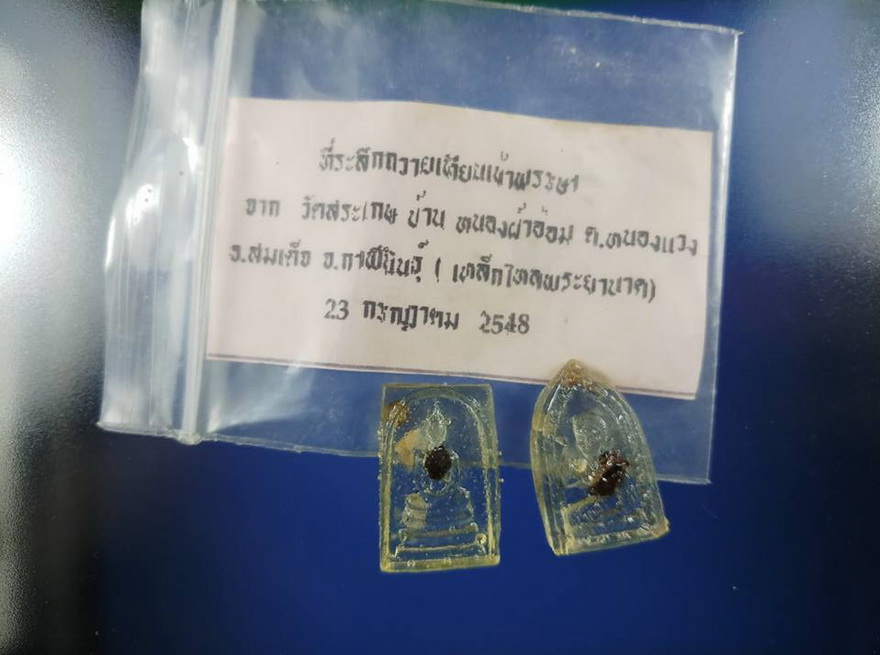 ที่ระลึกถวายเทียนเข้าพรรษา
จาก วัดสระเกษ บ้าน หนองผ้าอ้อม ต.หนองแวง
อ.สมเด็จ จ.กาฬสินธุ์ ( เหล็กไหลพระยานาค)
23 กรกฎาคม 2548